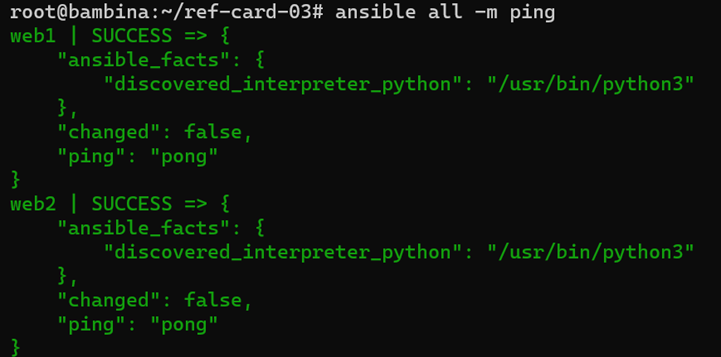 root@bambina:~/ref-card-03# ansible all -m ping
web1 | SUCCESS => {
    "ansible_facts": {
        "discovered_interpreter_python": "/usr/bin/python3"
    },
    "changed": false,
    "ping": "pong"
}
web2 | SUCCESS => {
    "ansible_facts": {
        "discovered_interpreter_python": "/usr/bin/python3"
    },
    "changed": false,
    "ping": "pong"
}